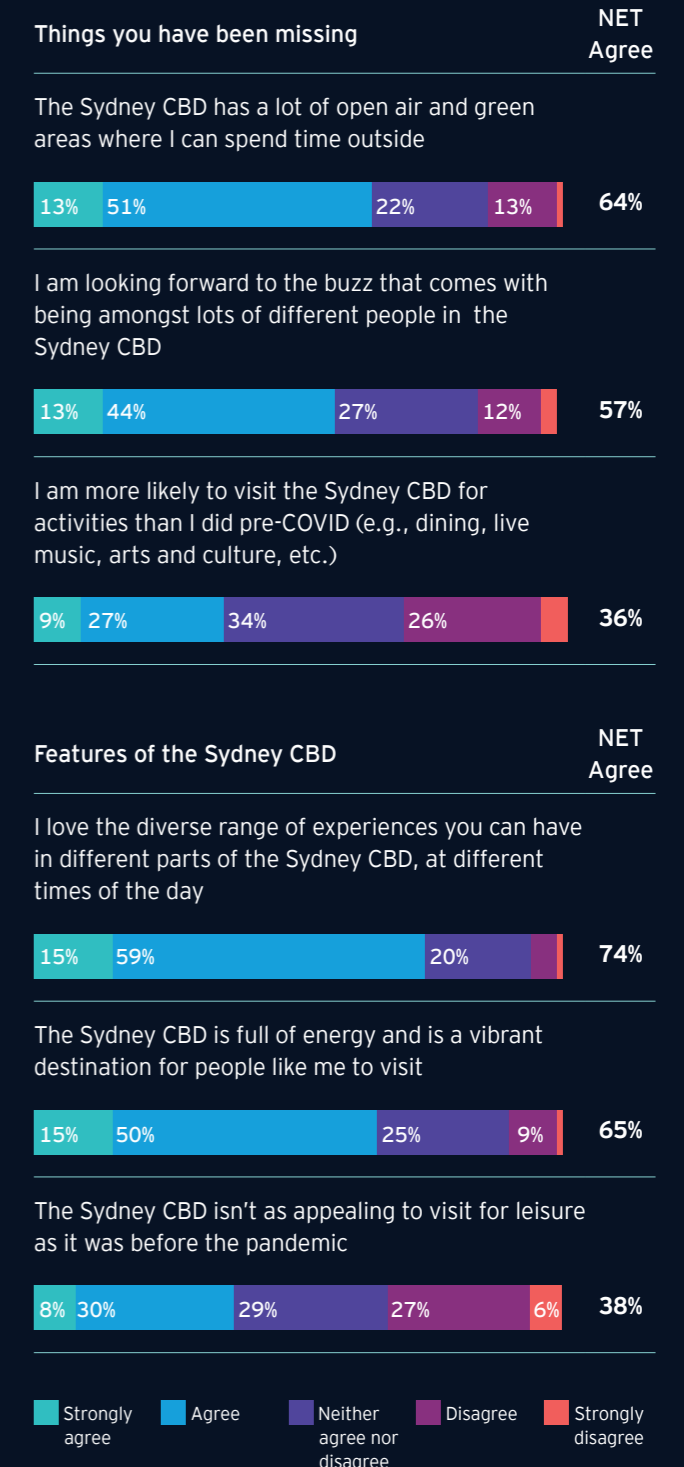 Things you have been missing
NET
Agree
The Sydney CBD has a lot of open air and green
areas where I can spend time outside
13% 51% 22% 13% 64%
I am looking forward to the buzz that comes with
being amongst lots of different people in the
Sydney CBD
13% 44% 27% 12% 57%
I am more likely to visit the Sydney CBD for
activities than I did pre-COVID (e.g., dining, live
music, arts and culture, etc.)
9% 27% 34% 26% 36%
Features of the Sydney CBD
NET
Agree
I love the diverse range of experiences you can have
in different parts of the Sydney CBD, at different
times of the day
15% 59% 20% 74%
The Sydney CBD is full of energy and is a vibrant
destination for people like me to visit
15% 50% 25% 9% 65%
The Sydney CBD isn't as appealing to visit for leisure
as it was before the pandemic
8% 30% 29% 27% 6% 38%
Strongly
agree
Agree
Neither
agree nor
disagree
Disagree
Strongly
disagree